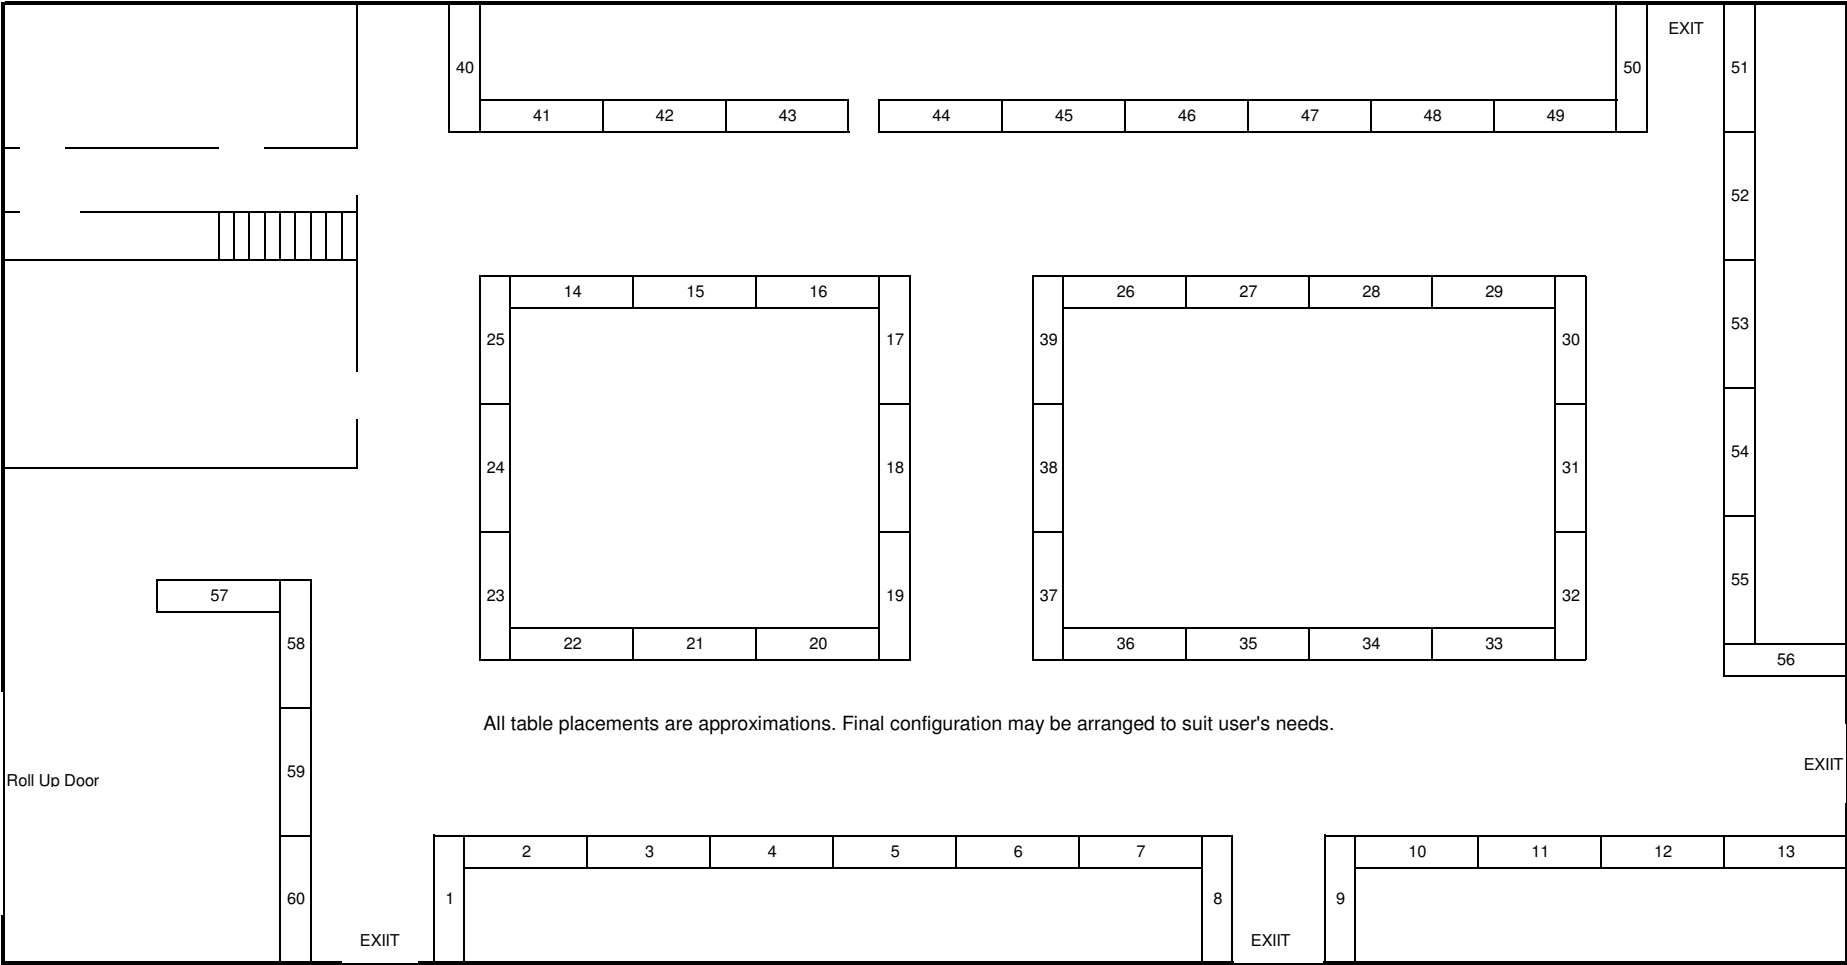 EXIT
40
50
51
41 42 43 44 45 46 47 48 49
52
14 15 16 26 27 28 29
53
25 17 39 30
54
24 18 38 31
55
57 23 19 37 32
58 22 21 20 36 35 34 33
56
All table placements are approximations. Final configuration may be arranged to suit user's needs.
EXIIT
59
Roll Up Door
2 3 4 5 6 7 10 11 12 13
60 1 8 9
EXIIT EXIIT